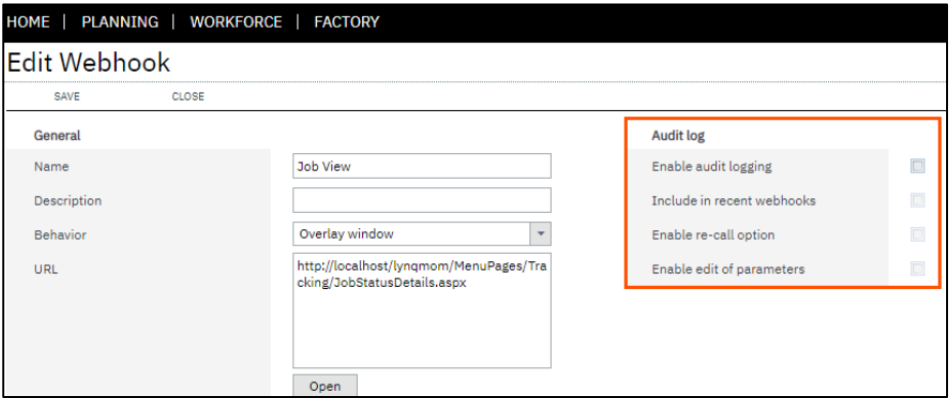 HOME | PLANNING | WORKFORCE | FACTORY
Edit Webhook
SAVE CLOSE
General
Name Job View
Description
Behavior Overlay window
URL http://localhost/lynqmom/MenuPages/Tra
cking/JobStatusDetails.aspx
Open
Audit log
Enable audit logging
Include in recent webhooks
Enable re-call option
Enable edit of parameters